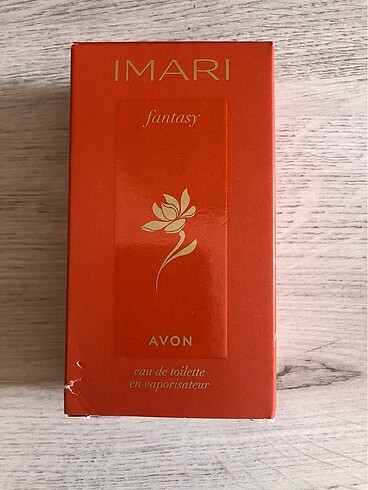 IMARI
fantasy
AVON
eau de toilette
en vaporisateur